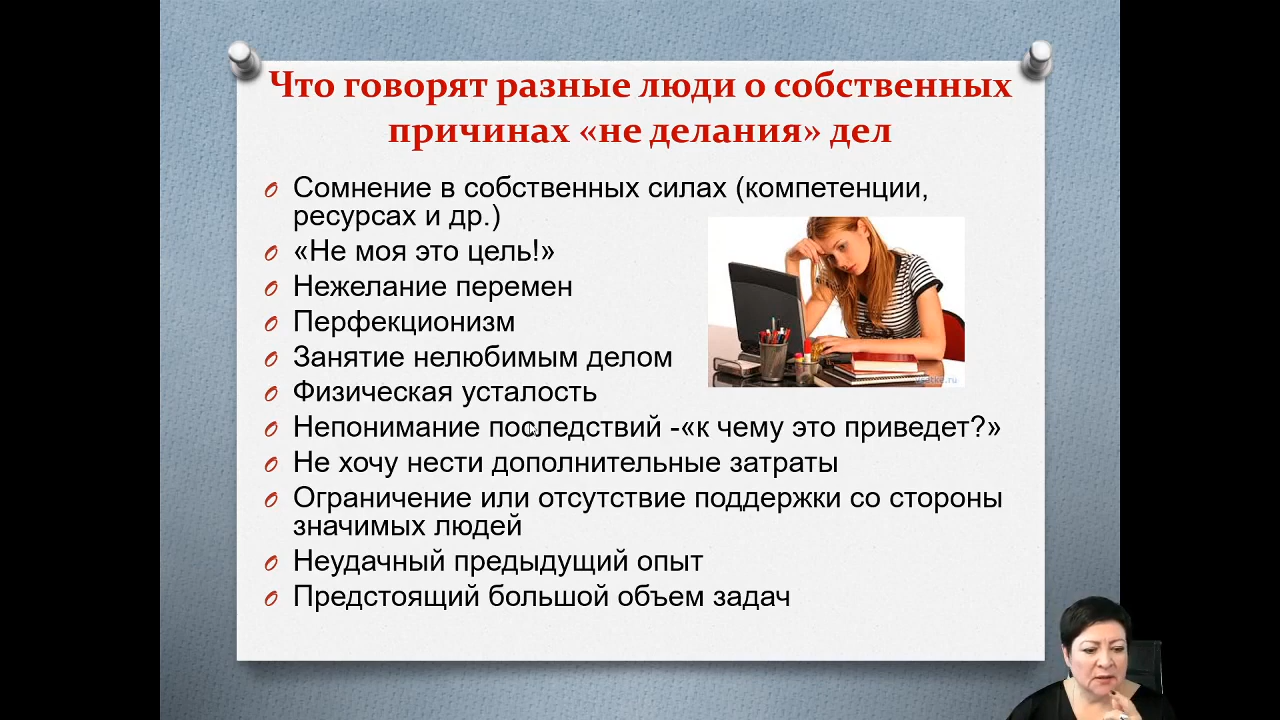 Что говорят разные люди о собственных
причинах «не делания» дел
Сомнение в собственных силах (компетенции,
ресурсах и др.)
«Не моя это цель!»
Нежелание перемен
Перфекционизм
Занятие нелюбимым делом
Физическая усталость
Непонимание последствий -«к чему это приведет?»
Не хочу нести дополнительные затраты
Ограничение или отсутствие поддержки со стороны
значимых людей
Неудачный предыдущий опыт
Предстоящий большой объем задач